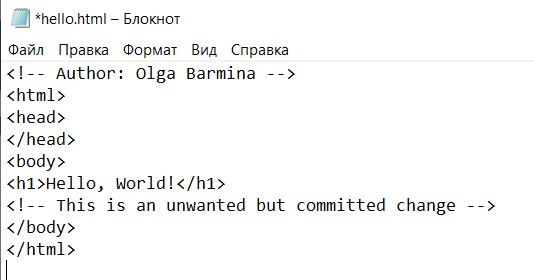 *hello.html – Блокнот
Файл Правка Формат Вид Справка
<!-- Author: Olga Barmina -->
<html>
<head>
</head>
<body>
<h1>Hello, World!</h1>
<!-- This is an unwanted but committed change -->
</body>
</html>